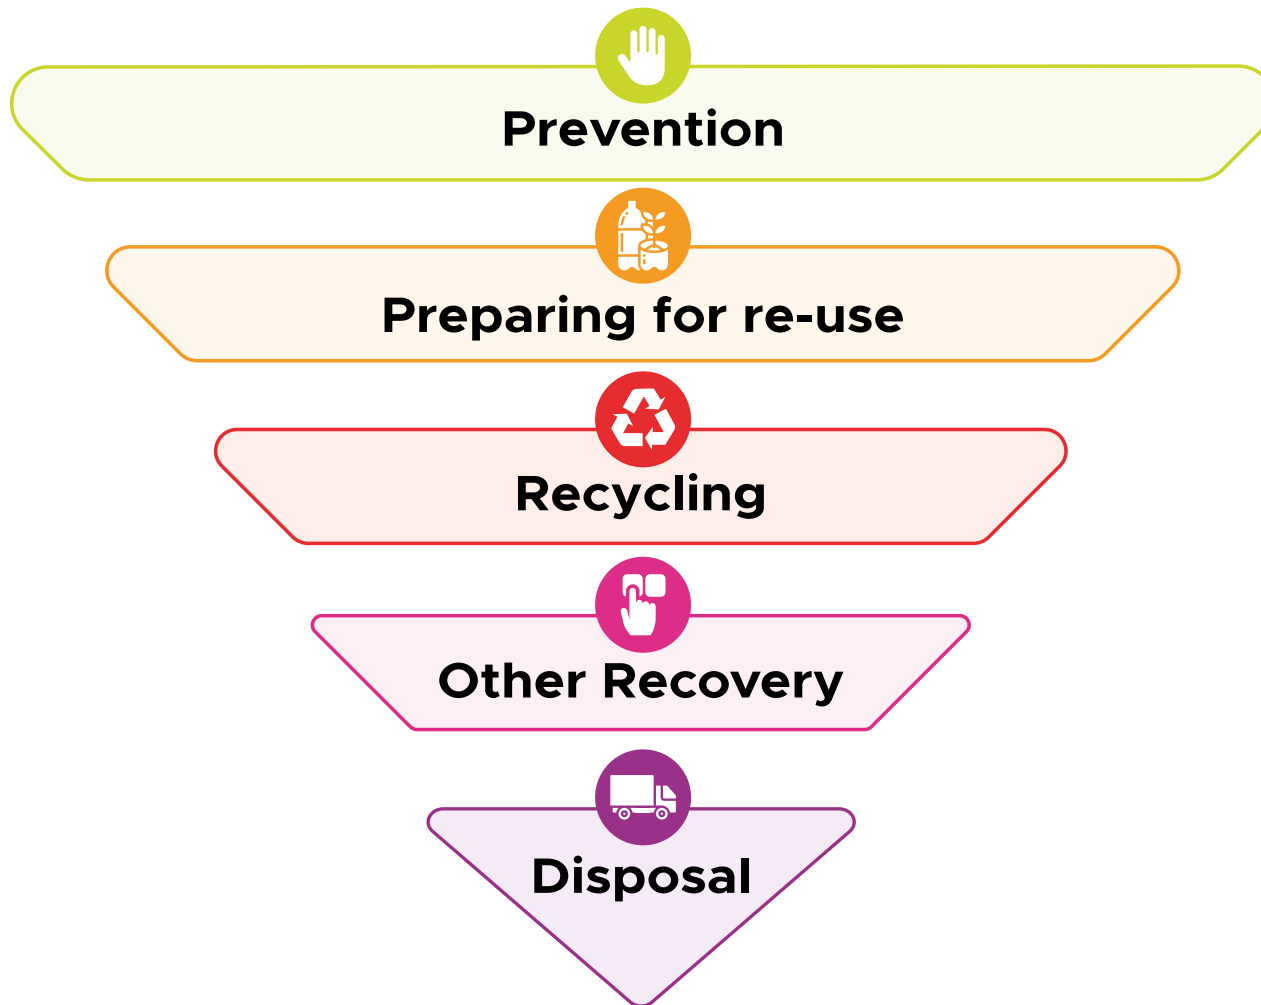 Prevention
Preparing for re-use
Recycling
Other Recovery
Disposal